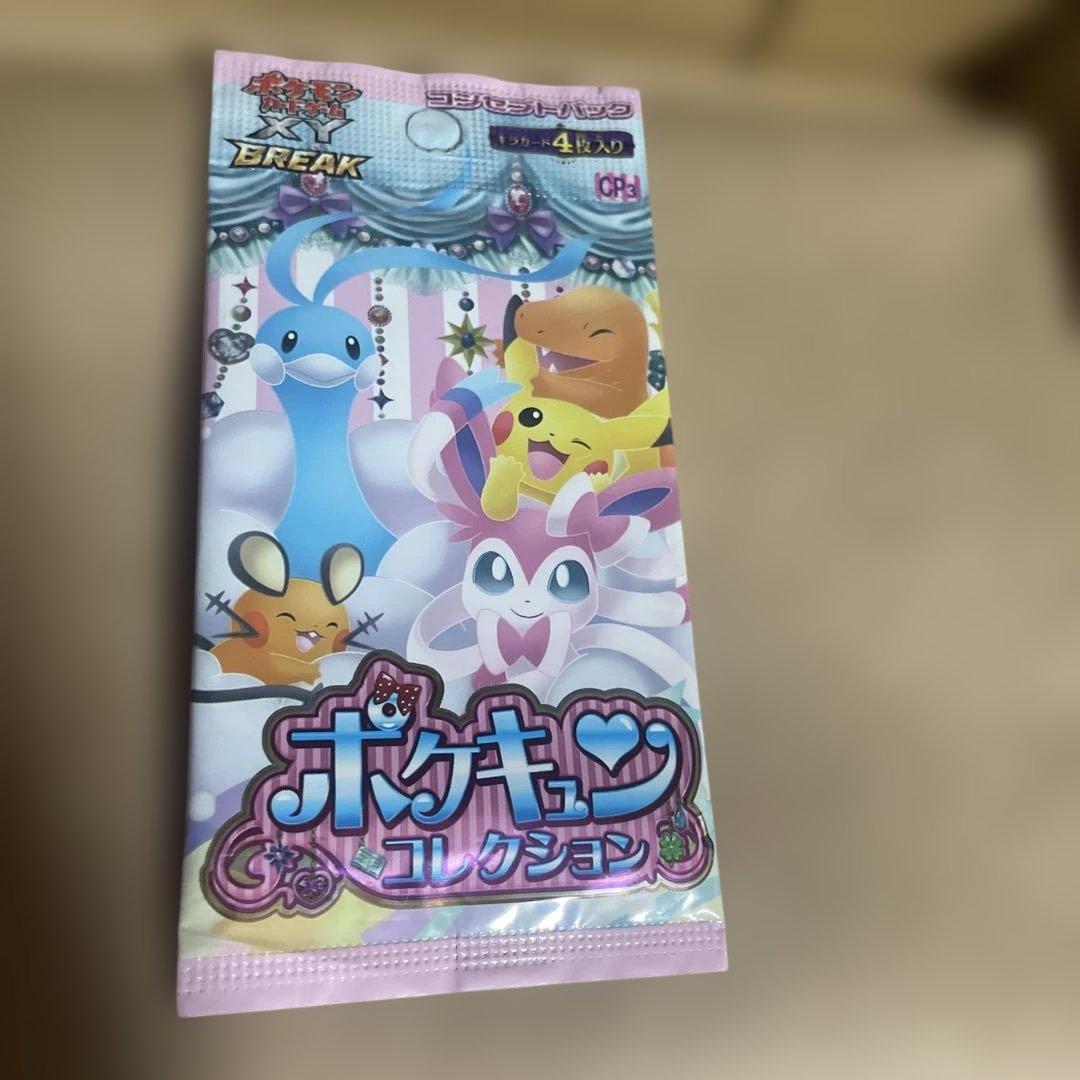 ポケモン
カードゲーム
XY
BREAK
コンセプトパック
キラカード4枚入り
CP3
ポケキュン
コレクション